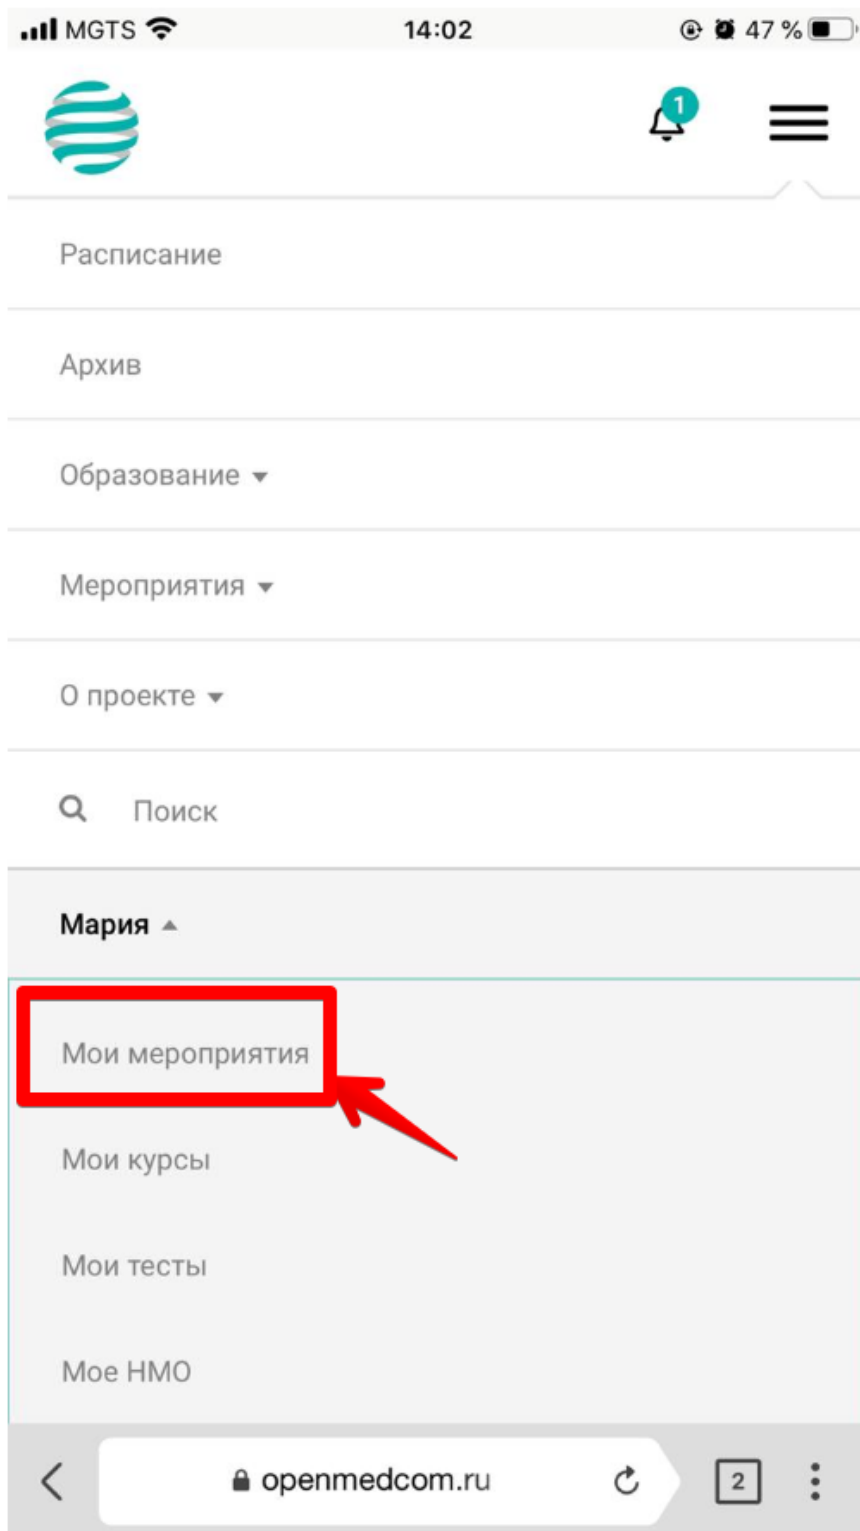 MGTS 14:02 47 %
1
Расписание
Архив
Образование
Мероприятия
О проекте
Поиск
Мария
Мои мероприятия
Мои курсы
Мои тесты
Мое НМО
openmedcom.ru 2